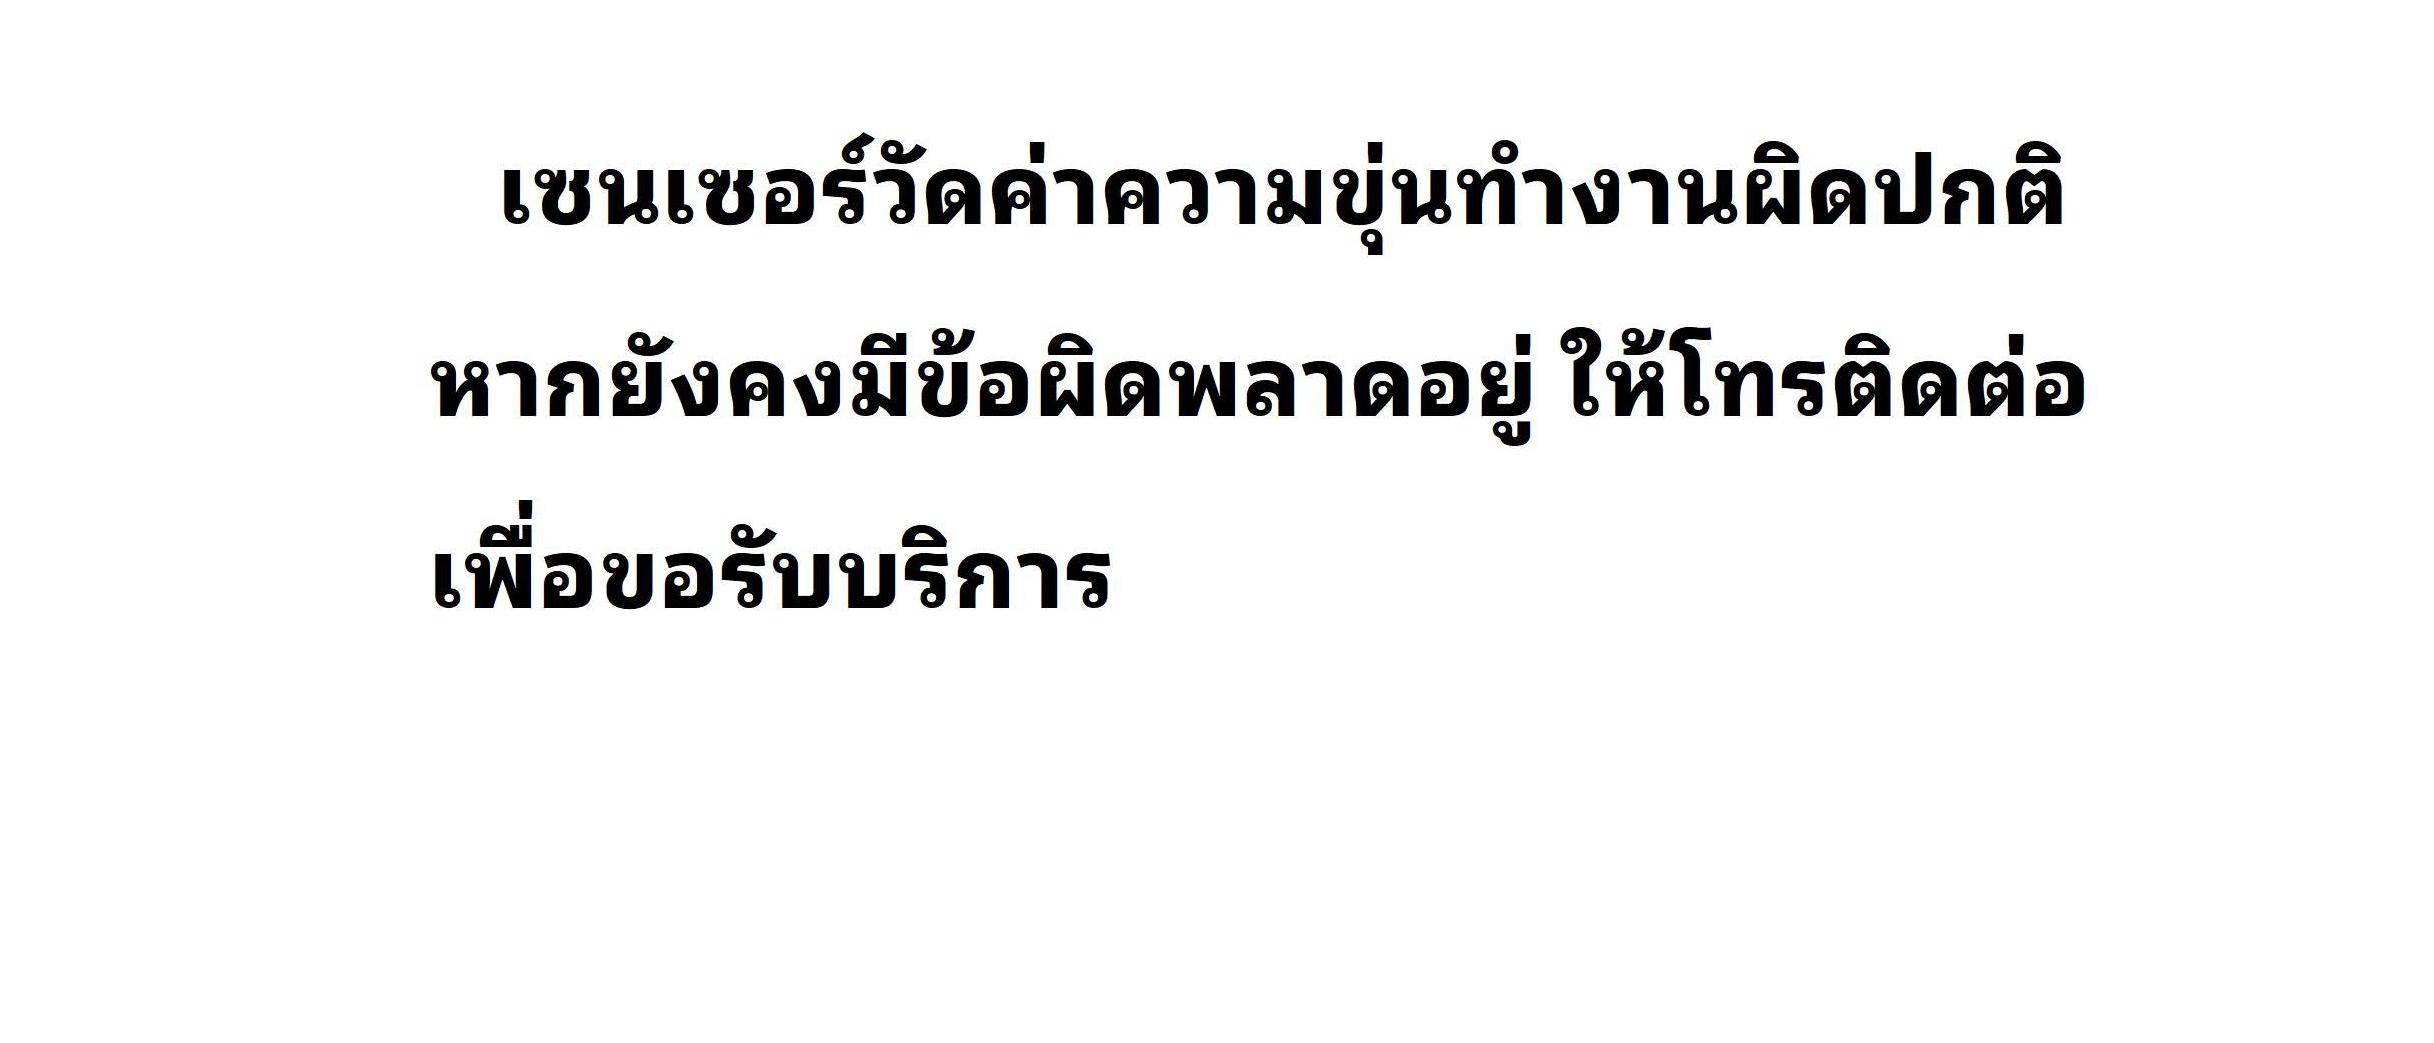 เซนเซอร์วัดค่าความขุ่นทำงานผิดปกติ
หากยังคงมีข้อผิดพลาดอยู่ ให้โทรติดต่อ
เพื่อขอรับบริการ